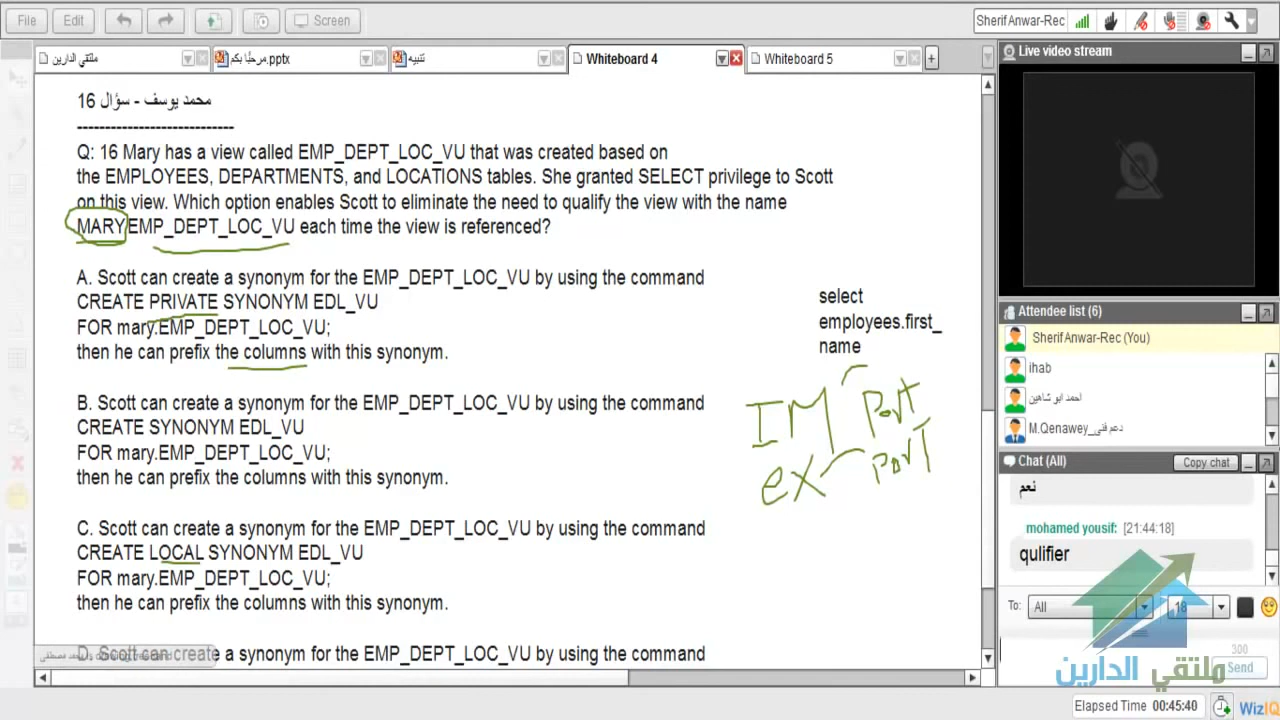 File
Edit
Screen
SherifAnwar-Rec
ملتقي الدارين
مرحبًا بكم.pptx
تنبيه
Whiteboard 4
Whiteboard 5
Live video stream
محمد يوسف - سؤال 16
---------------------------
Q: 16 Mary has a view called EMP_DEPT_LOC_VU that was created based on
the EMPLOYEES, DEPARTMENTS, and LOCATIONS tables. She granted SELECT privilege to Scott
on this view. Which option enables Scott to eliminate the need to qualify the view with the name
MARY.EMP_DEPT_LOC_VU each time the view is referenced?
A. Scott can create a synonym for the EMP_DEPT_LOC_VU by using the command
CREATE PRIVATE SYNONYM EDL_VU
FOR mary.EMP_DEPT_LOC_VU;
then he can prefix the columns with this synonym.
B. Scott can create a synonym for the EMP_DEPT_LOC_VU by using the command
CREATE SYNONYM EDL_VU
FOR mary.EMP_DEPT_LOC_VU;
then he can prefix the columns with this synonym.
C. Scott can create a synonym for the EMP_DEPT_LOC_VU by using the command
CREATE LOCAL SYNONYM EDL_VU
FOR mary.EMP_DEPT_LOC_VU;
then he can prefix the columns with this synonym.
D. Scott can create a synonym for the EMP_DEPT_LOC_VU by using the command
select
employees.first_
name
IM Port
ex port
Attendee list (6)
SherifAnwar-Rec (You)
ihab
احمد ابو شاهين
M.Qenawey_دعم فنى
Chat (All)
Copy chat
نعم
mohamed yousif: [21:44:18]
qulifier
To:
All
18
300
Send
ملتقي الدارين
Elapsed Time 00:45:40
WizIQ